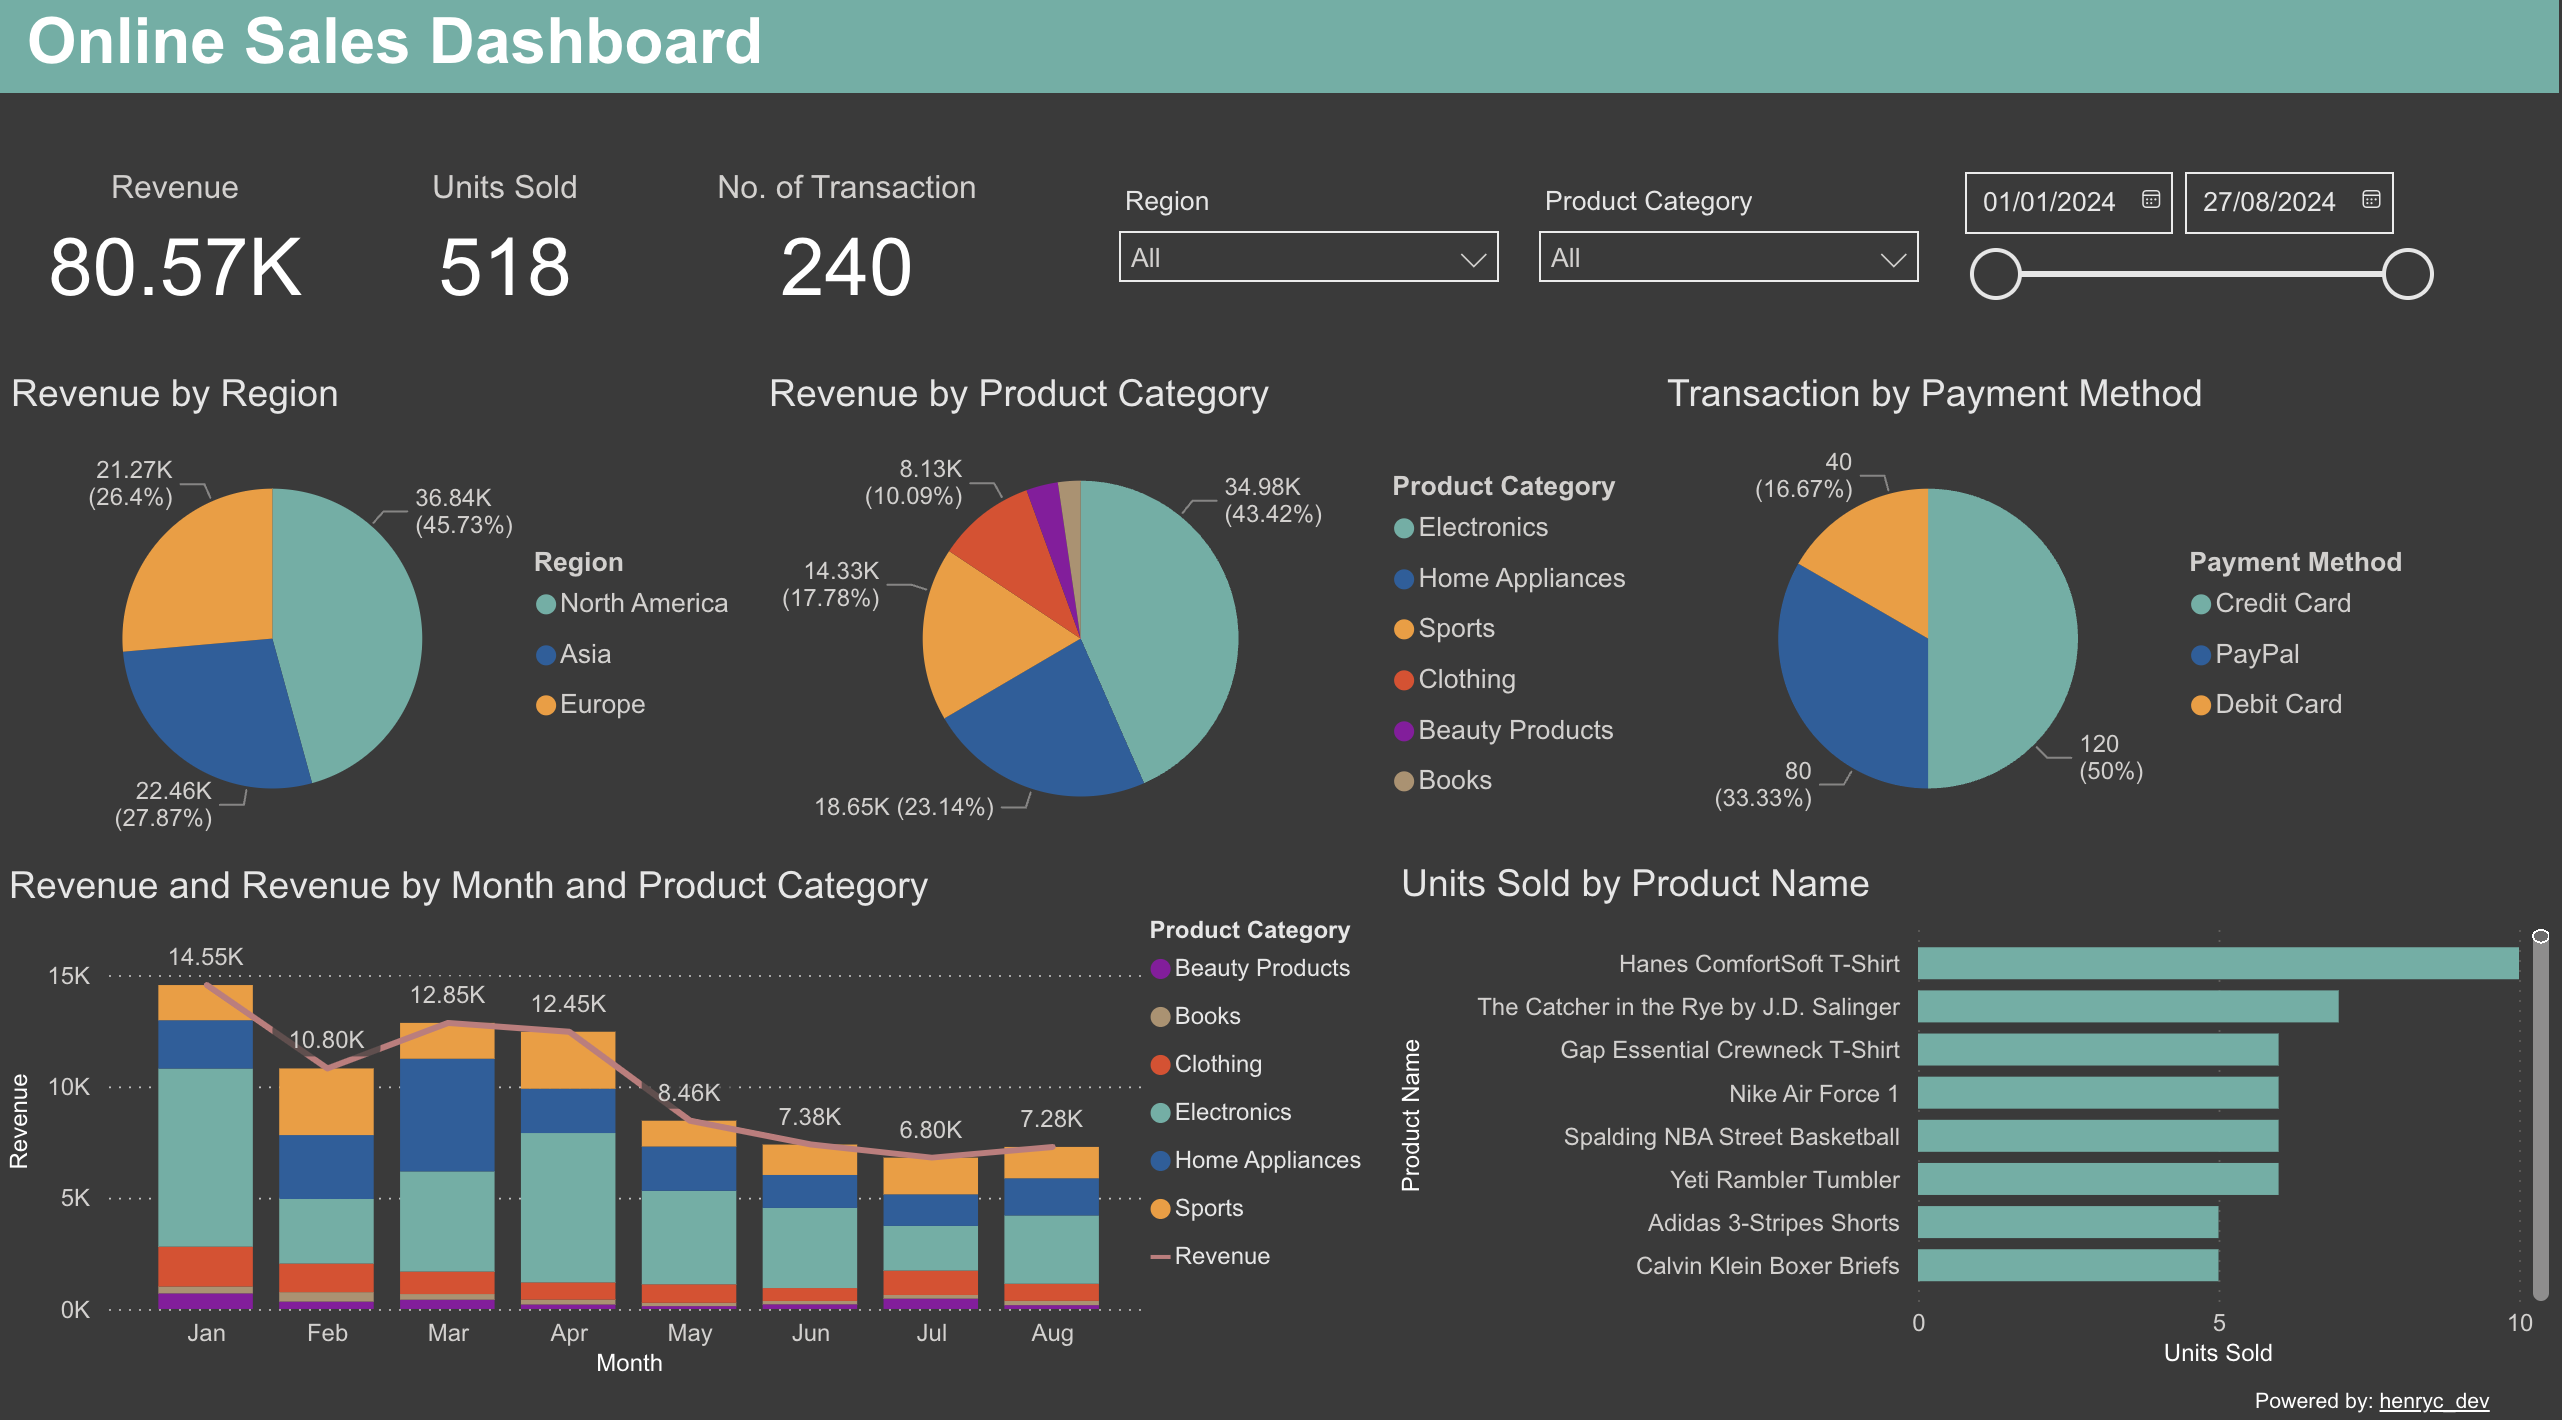 Online Sales Dashboard
Revenue
80.57K
Units Sold
518
No. of Transaction
240
Region
All
Product Category
All
01/01/2024
27/08/2024
Revenue by Region
21.27K
(26.4%)
36.84K
(45.73%)
22.46K
(27.87%)
Region
North America
Asia
Europe
Revenue by Product Category
8.13K
(10.09%)
34.98K
(43.42%)
14.33K
(17.78%)
18.65K (23.14%)
Product Category
Electronics
Home Appliances
Sports
Clothing
Beauty Products
Books
Transaction by Payment Method
40
(16.67%)
80
(33.33%)
120
(50%)
Payment Method
Credit Card
PayPal
Debit Card
Revenue and Revenue by Month and Product Category
Revenue
15K
10K
5K
0K
14.55K
10.80K
12.85K
12.45K
8.46K
7.38K
6.80K
7.28K
Jan
Feb
Mar
Apr
May
Jun
Jul
Aug
Month
Product Category
Beauty Products
Books
Clothing
Electronics
Home Appliances
Sports
Revenue
Units Sold by Product Name
Product Name
Hanes ComfortSoft T-Shirt
The Catcher in the Rye by J.D. Salinger
Gap Essential Crewneck T-Shirt
Nike Air Force 1
Spalding NBA Street Basketball
Yeti Rambler Tumbler
Adidas 3-Stripes Shorts
Calvin Klein Boxer Briefs
0
5
10
Units Sold
Powered by: henryc_dev